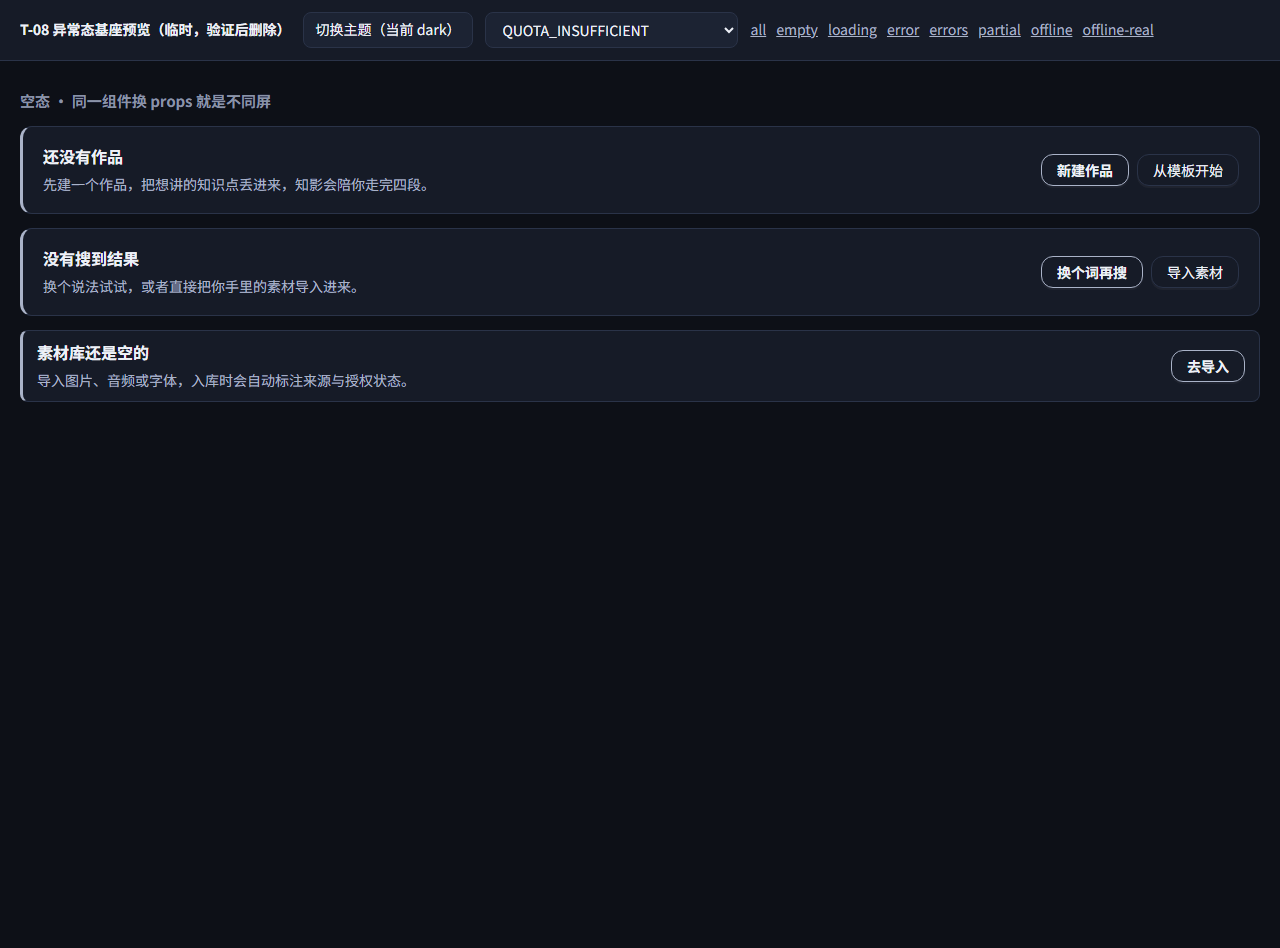 T-08 异常态基座预览（临时，验证后删除） 切换主题（当前 dark） QUOTA_INSUFFICIENT all empty loading error errors partial offline offline-real
空态 · 同一组件换 props 就是不同屏
还没有作品
先建一个作品，把想讲的知识点丢进来，知影会陪你走完四段。
新建作品 从模板开始
没有搜到结果
换个说法试试，或者直接把你手里的素材导入进来。
换个词再搜 导入素材
素材库还是空的
导入图片、音频或字体，入库时会自动标注来源与授权状态。
去导入